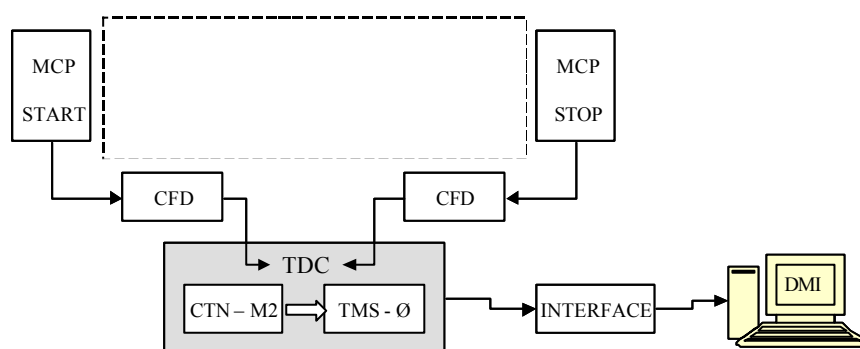 MCP
START
MCP
STOP
CFD
CFD
TDC
CTN – M2
TMS - Ø
INTERFACE
DMI